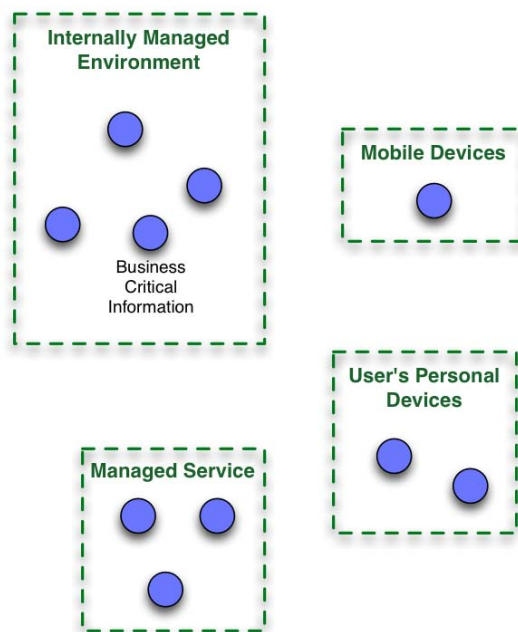 Internally Managed
Environment
Business
Critical
Information
Mobile Devices
User's Personal
Devices
Managed Service